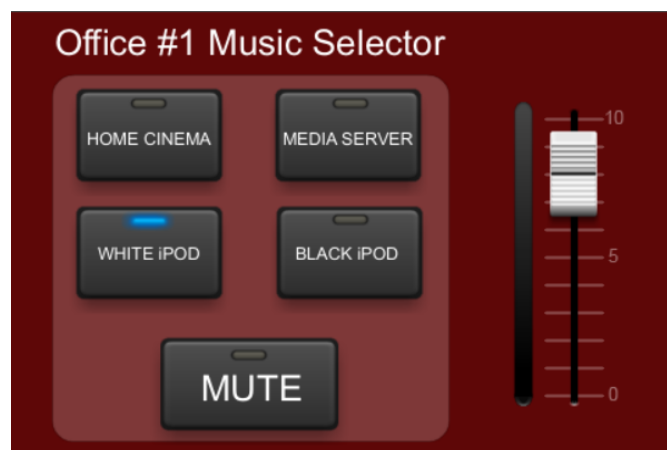 Office #1 Music Selector
HOME CINEMA
MEDIA SERVER
WHITE iPOD
BLACK iPOD
MUTE
10
5
0